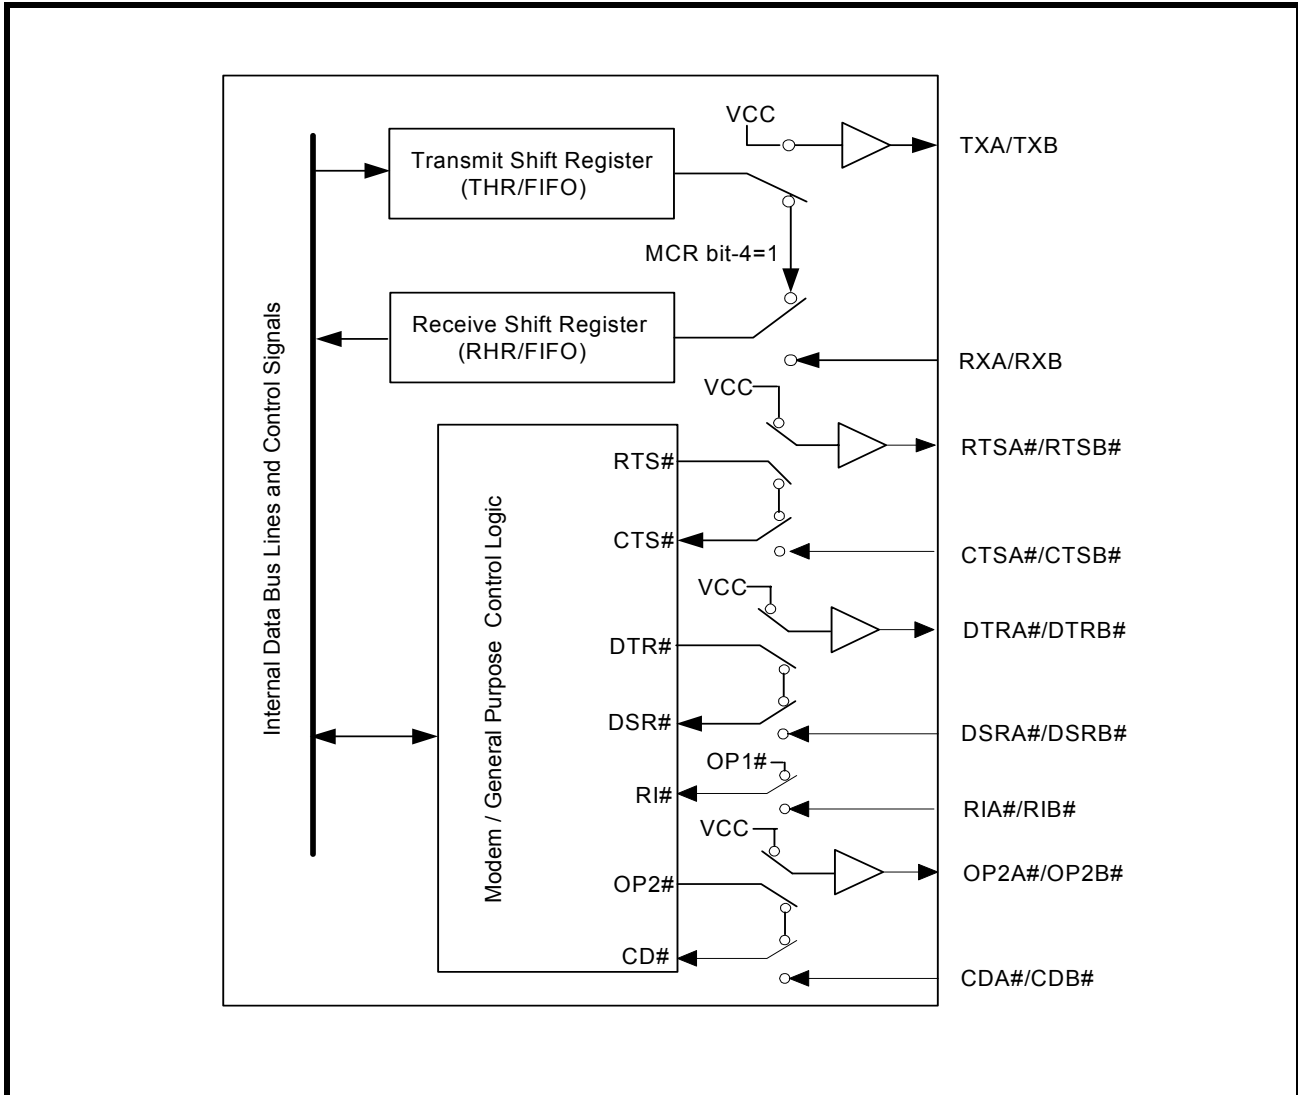 VCC
TXA/TXB
Transmit Shift Register
(THR/FIFO)
MCR bit-4=1
Receive Shift Register
(RHR/FIFO)
RXA/RXB
Internal Data Bus Lines and Control Signals
VCC
RTSA#/RTSB#
RTS#
CTS#
CTSA#/CTSB#
Modem / General Purpose Control Logic
VCC
DTRA#/DTRB#
DTR#
DSR#
DSRA#/DSRB#
OP1#
RI#
RIA#/RIB#
VCC
OP2A#/OP2B#
OP2#
CD#
CDA#/CDB#